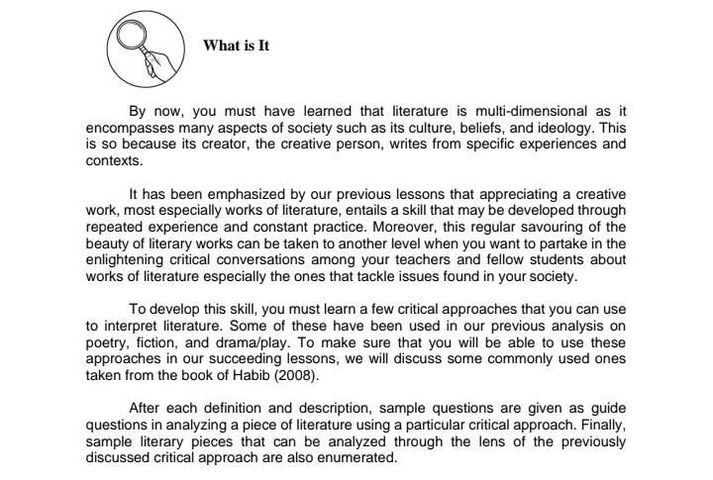 What is It
By now, you must have learned that literature is multi-dimensional as it
encompasses many aspects of society such as its culture, beliefs, and ideology. This
is so because its creator, the creative person, writes from specific experiences and
contexts.
It has been emphasized by our previous lessons that appreciating a creative
work, most especially works of literature, entails a skill that may be developed through
repeated experience and constant practice. Moreover, this regular savouring of the
beauty of literary works can be taken to another level when you want to partake in the
enlightening critical conversations among your teachers and fellow students about
works of literature especially the ones that tackle issues found in your society.
To develop this skill, you must learn a few critical approaches that you can use
to interpret literature. Some of these have been used in our previous analysis on
poetry, fiction, and drama/play. To make sure that you will be able to use these
approaches in our succeeding lessons, we will discuss some commonly used ones
taken from the book of Habib (2008).
After each definition and description, sample questions are given as guide
questions in analyzing a piece of literature using a particular critical approach. Finally,
sample literary pieces that can be analyzed through the lens of the previously
discussed critical approach are also enumerated.